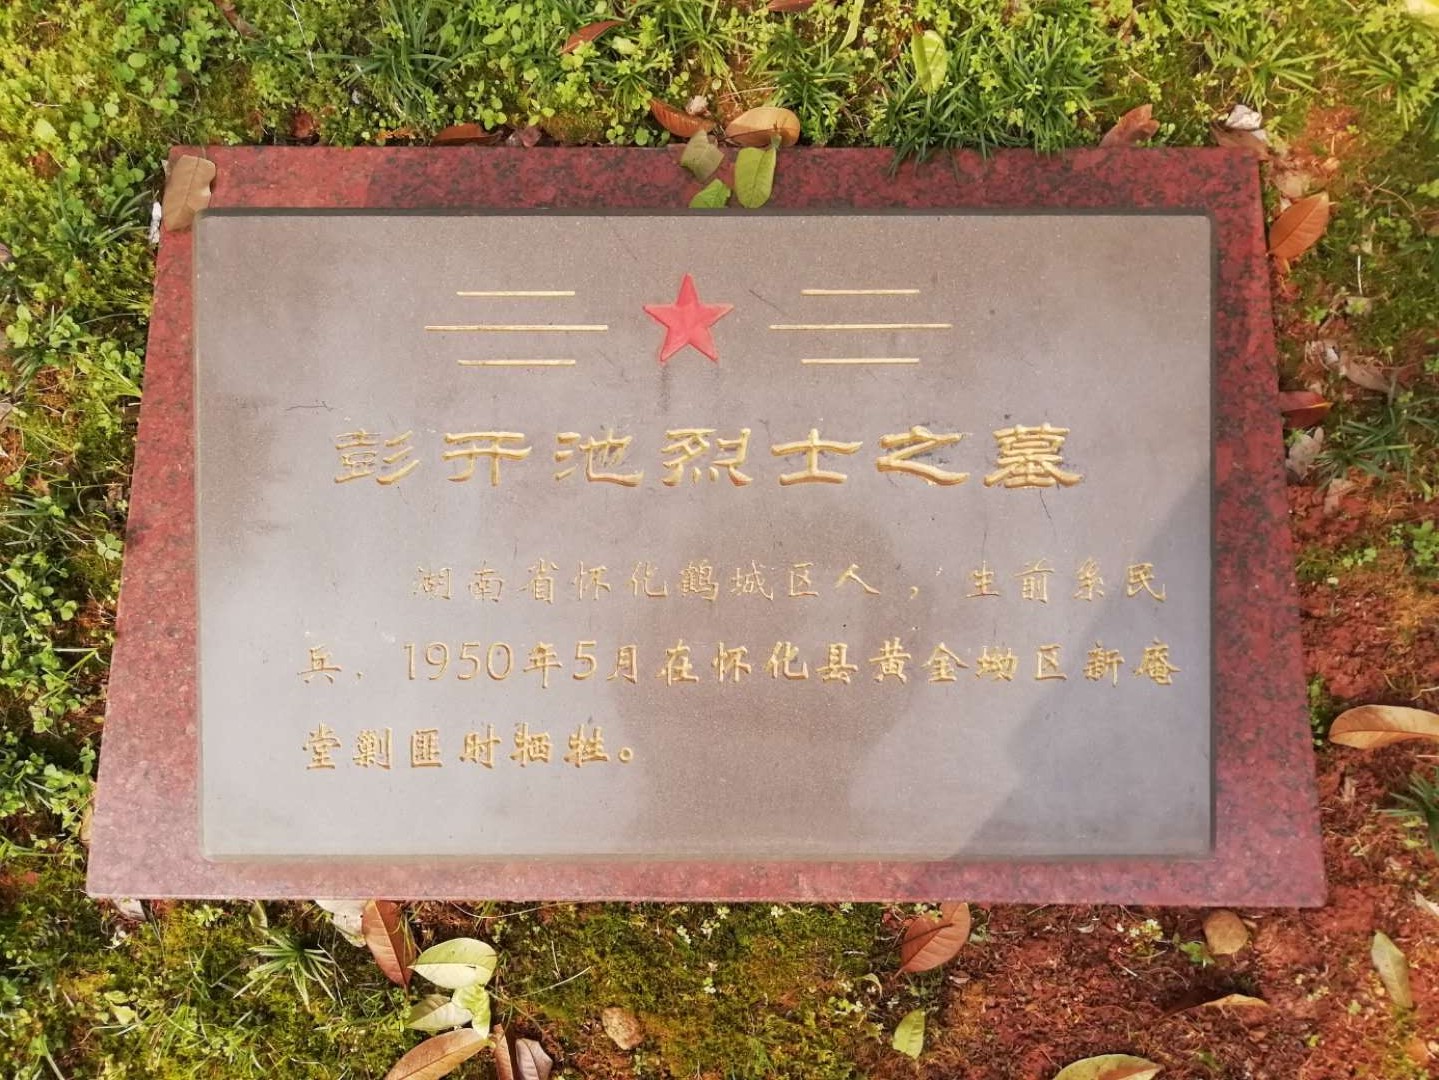 彭开池烈士之墓
湖南省怀化鹤城区人，生前系民
兵，1950年5月在怀化县黄金坳区新庵
堂剿匪时牺牲。